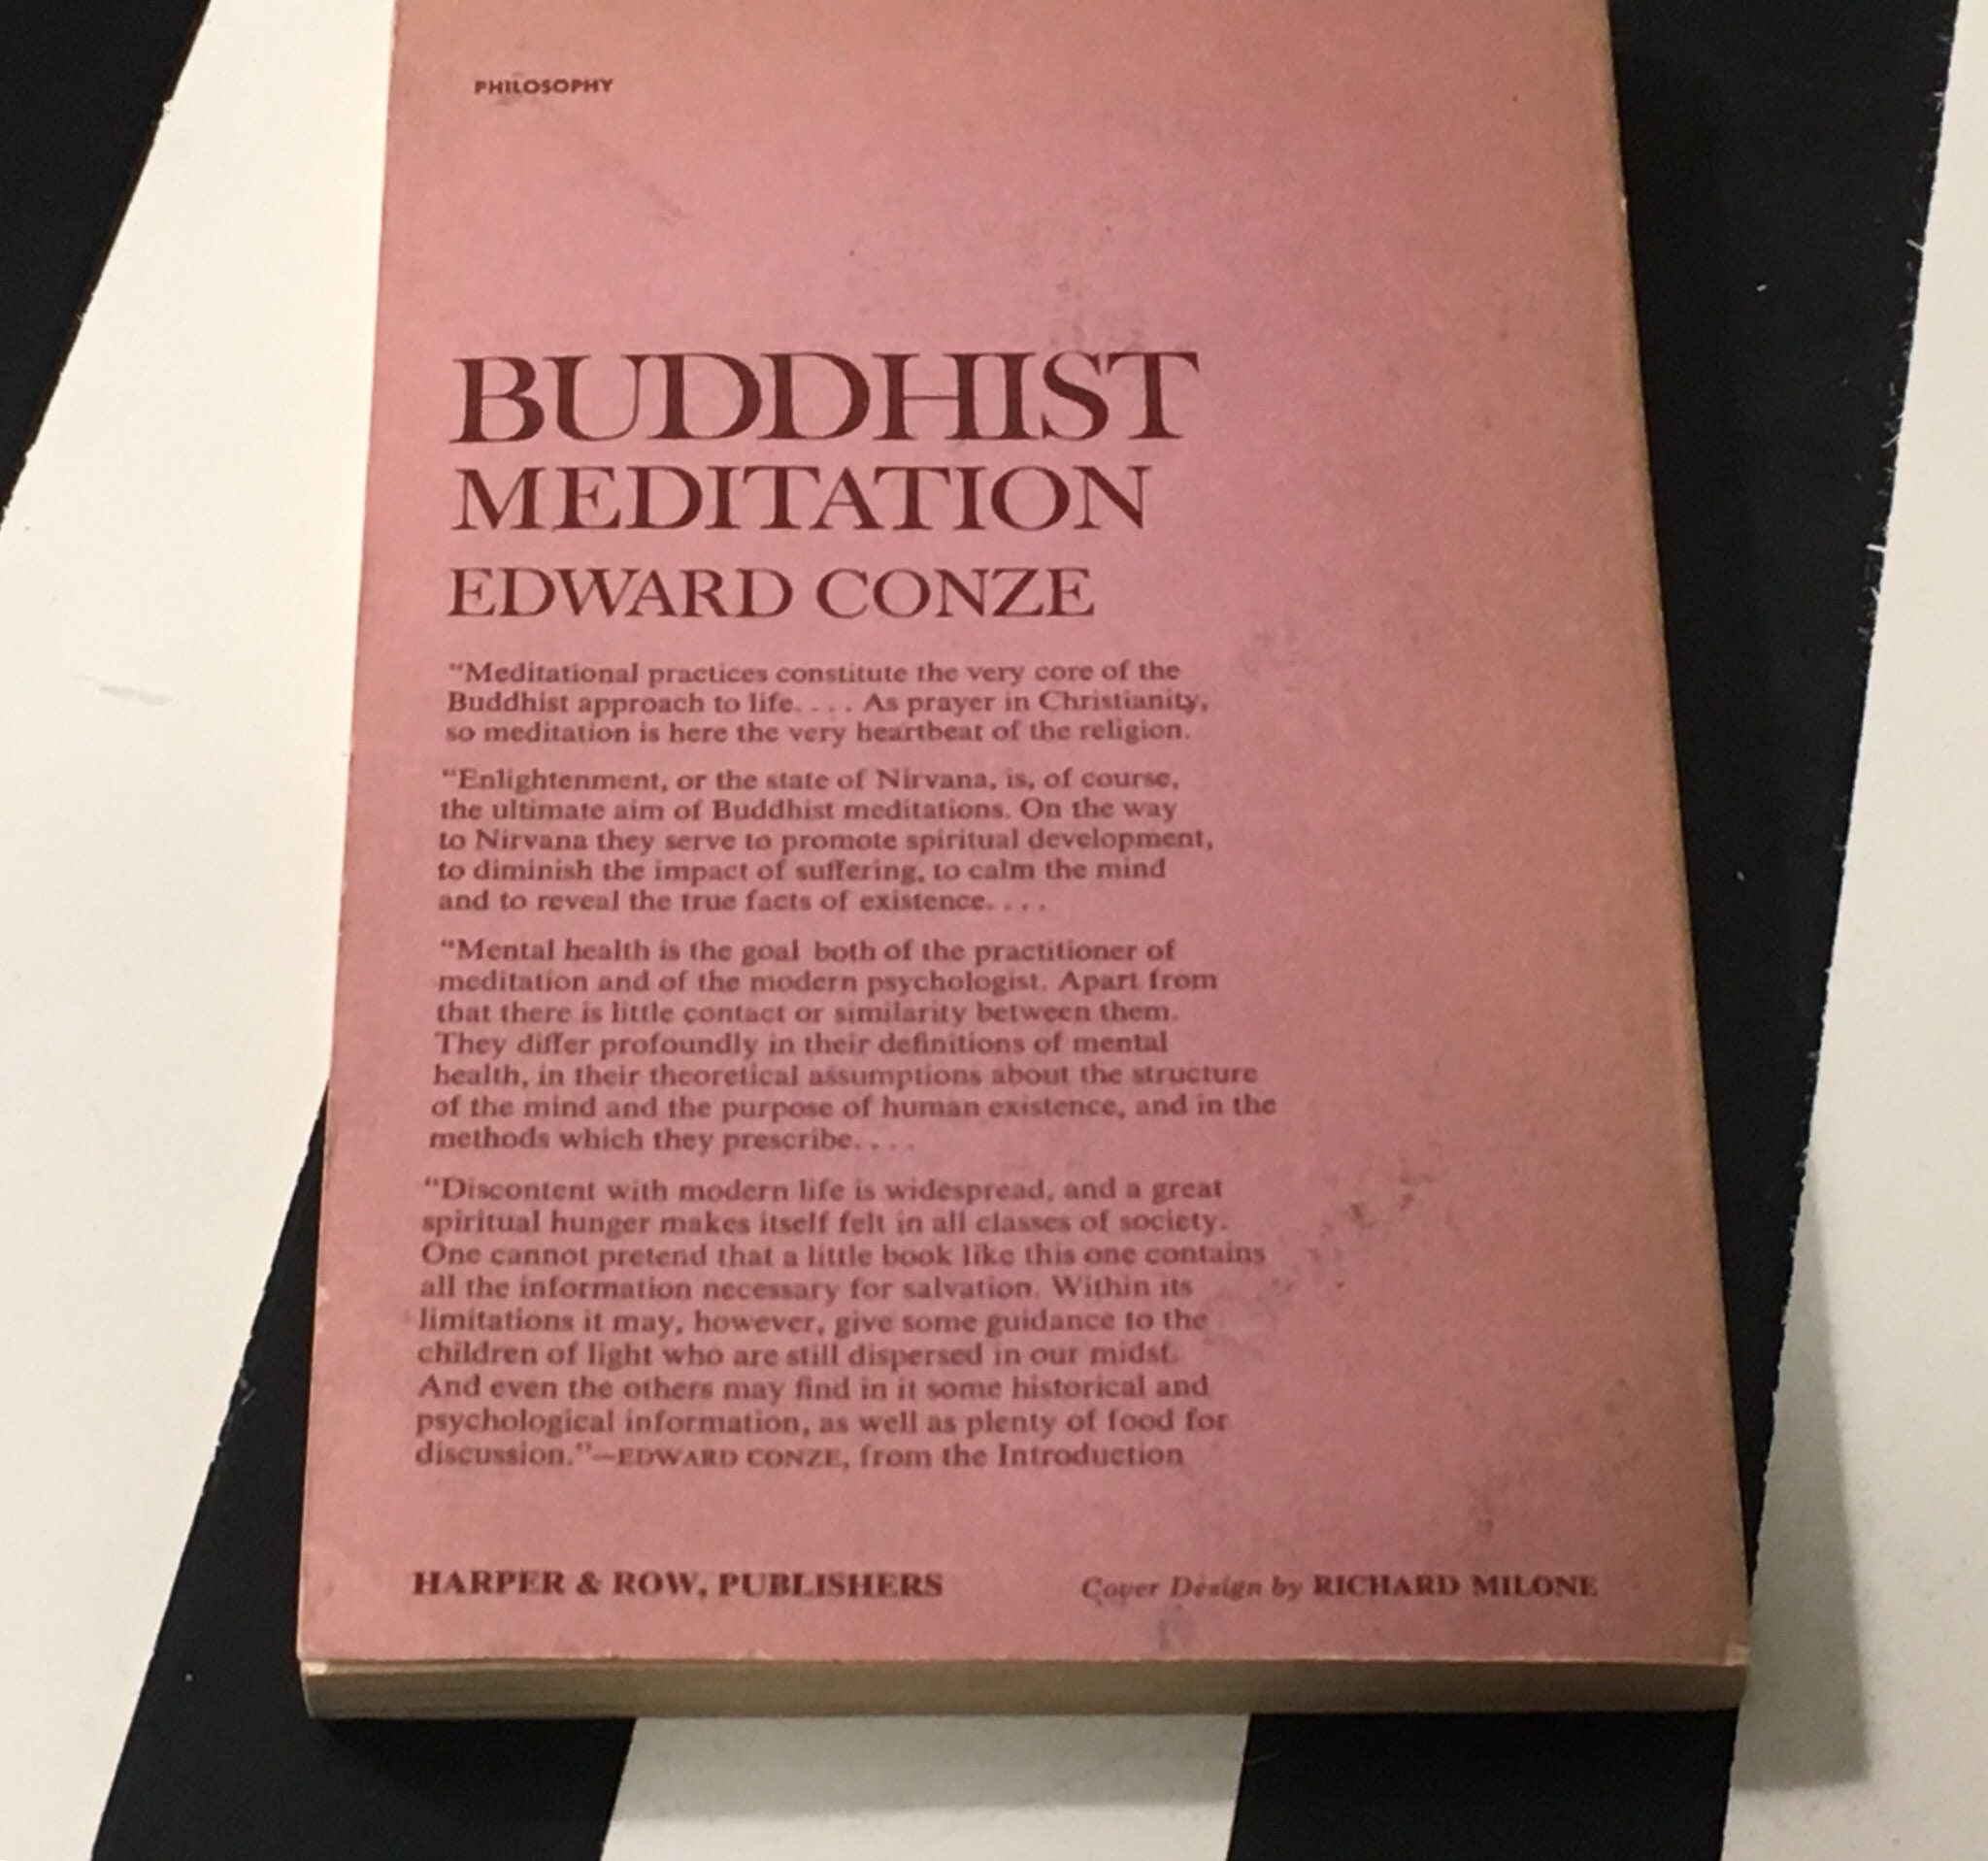 PHILOSOPHY
BUDDHIST
MEDITATION
EDWARD CONZE
“Meditational practices constitute the very core of the
Buddhist approach to life. . . . As prayer in Christianity,
so meditation is here the very heartbeat of the religion.
“Enlightenment, or the state of Nirvana, is, of course,
the ultimate aim of Buddhist meditations. On the way
to Nirvana they serve to promote spiritual development,
to diminish the impact of suffering, to calm the mind
and to reveal the true facts of existence. . . .
“Mental health is the goal both of the practitioner of
meditation and of the modern psychologist. Apart from
that there is little contact or similarity between them.
They differ profoundly in their definitions of mental
health, in their theoretical assumptions about the structure
of the mind and the purpose of human existence, and in the
methods which they prescribe. . . .
“Discontent with modern life is widespread, and a great
spiritual hunger makes itself felt in all classes of society.
One cannot pretend that a little book like this one contains
all the information necessary for salvation. Within its
limitations it may, however, give some guidance to the
children of light who are still dispersed in our midst.
And even the others may find in it some historical and
psychological information, as well as plenty of food for
discussion.”—EDWARD CONZE, from the Introduction
HARPER & ROW, PUBLISHERS
Cover Design by RICHARD MILONE